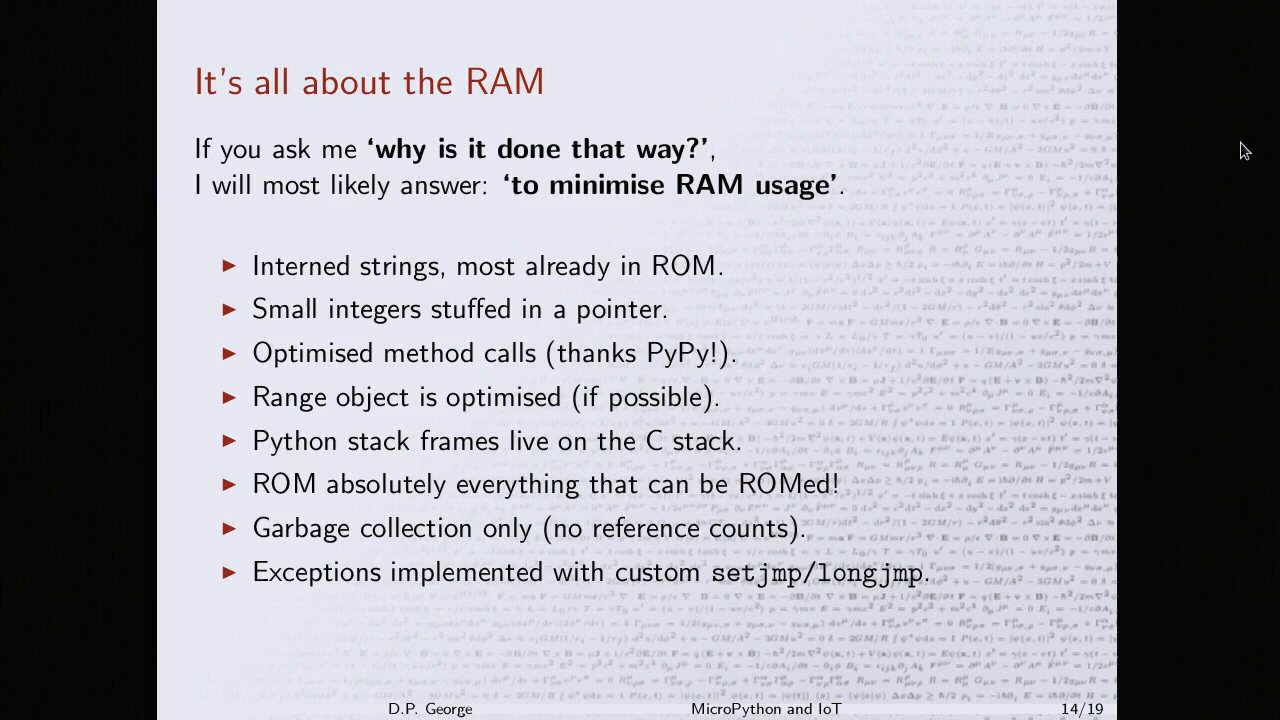 It's all about the RAM
If you ask me ‘why is it done that way?’,
I will most likely answer: ‘to minimise RAM usage’.
▶ Interned strings, most already in ROM.
▶ Small integers stuffed in a pointer.
▶ Optimised method calls (thanks PyPy!).
▶ Range object is optimised (if possible).
▶ Python stack frames live on the C stack.
▶ ROM absolutely everything that can be ROMed!
▶ Garbage collection only (no reference counts).
▶ Exceptions implemented with custom setjmp/longjmp.
D.P. George MicroPython and IoT 14/19